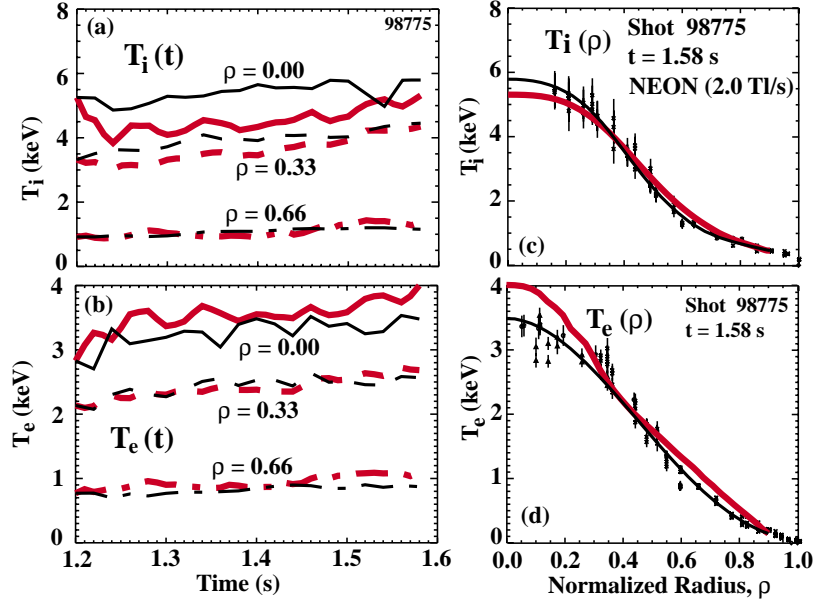 (a)
98775
T_i (t)
ρ = 0.00
ρ = 0.33
ρ = 0.66
T_i (keV)
8
6
4
2
0
T_i (ρ)
Shot 98775
t = 1.58 s
NEON (2.0 Tl/s)
(c)
T_i (keV)
8
6
4
2
0
(b)
ρ = 0.00
ρ = 0.33
T_e (t)
ρ = 0.66
T_e (keV)
4
3
2
1
0
1.2 1.3 1.4 1.5 1.6
Time (s)
T_e (ρ)
Shot 98775
t = 1.58 s
(d)
T_e (keV)
4
3
2
1
0
0.0 0.2 0.4 0.6 0.8 1.0
Normalized Radius, ρ